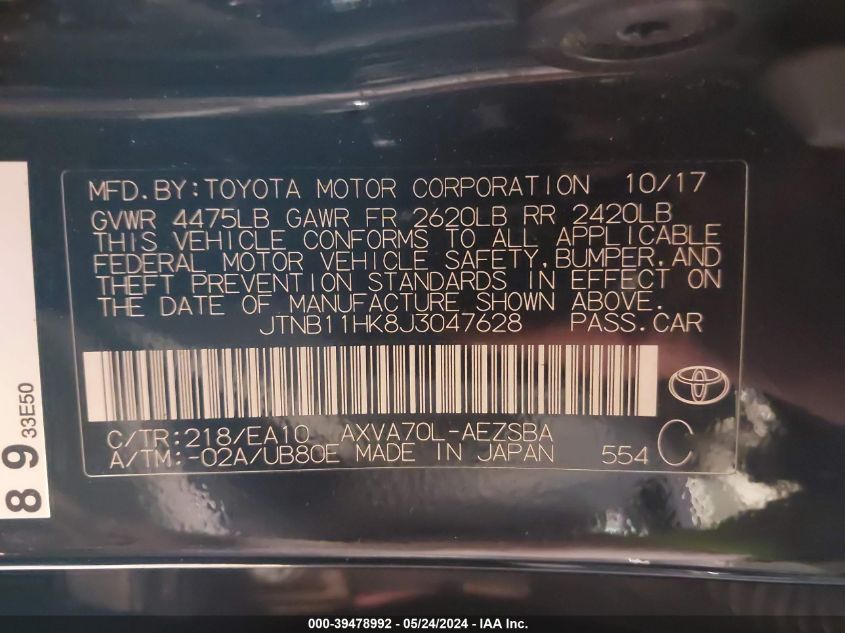 MFD.BY:TOYOTA MOTOR CORPORATION 10/17
GVWR 4475LB GAWR FR 2620LB RR 2420LB
THIS VEHICLE CONFORMS TO ALL APPLICABLE
FEDERAL MOTOR VEHICLE SAFETY,BUMPER,AND
THEFT PREVENTION STANDARDS IN EFFECT ON
THE DATE OF MANUFACTURE SHOWN ABOVE.
JTNB11HK8J3047628 PASS.CAR
C/TR:218/EA10 AXVA70L-AEZSBA
A/TM:-02A/UB80E MADE IN JAPAN 554 C
89
33E50
000-39478992 - 05/24/2024 - IAA Inc.